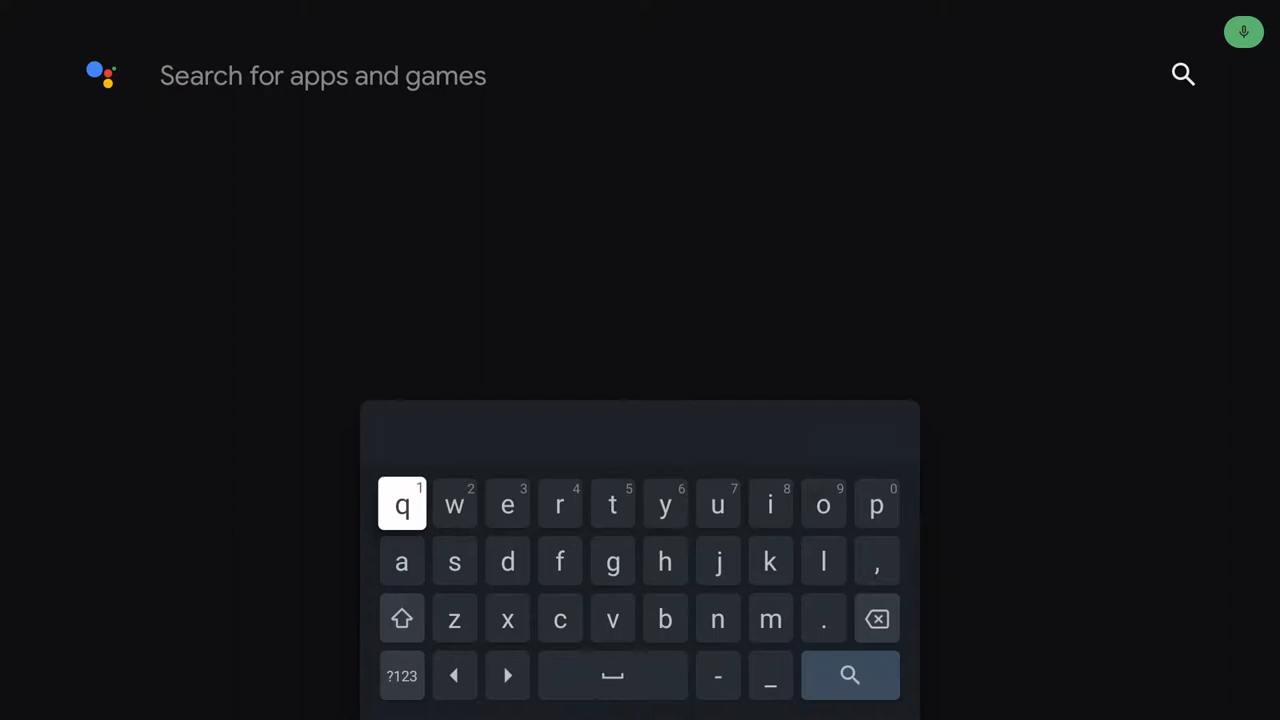 Search for apps and games
q1 w2 e3 r4 t5 y6 u7 i8 o9 p0
a s d f g h j k l ,
z x c v b n m .
?123 - _